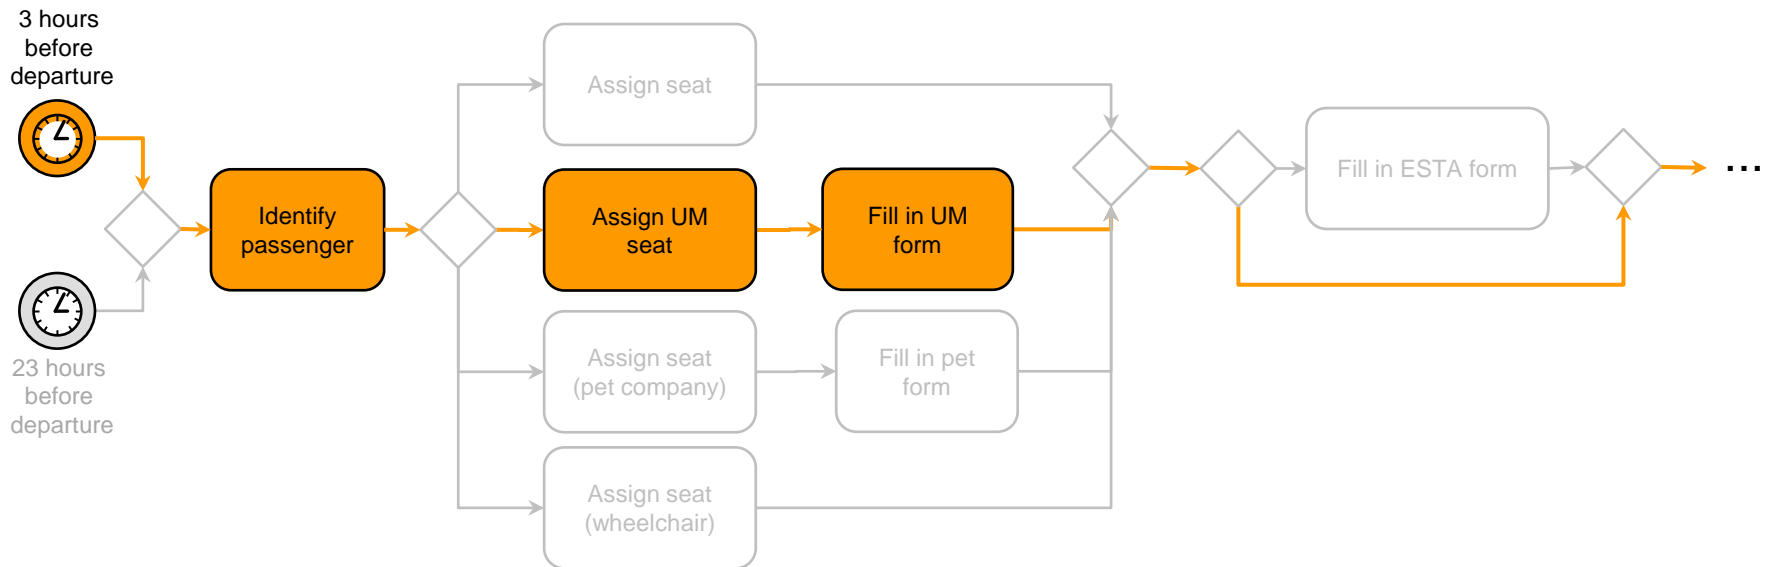 3 hours
before
departure
23 hours
before
departure
Identify
passenger
Assign seat
Assign UM
seat
Fill in UM
form
Assign seat
(pet company)
Fill in pet
form
Assign seat
(wheelchair)
Fill in ESTA form
...